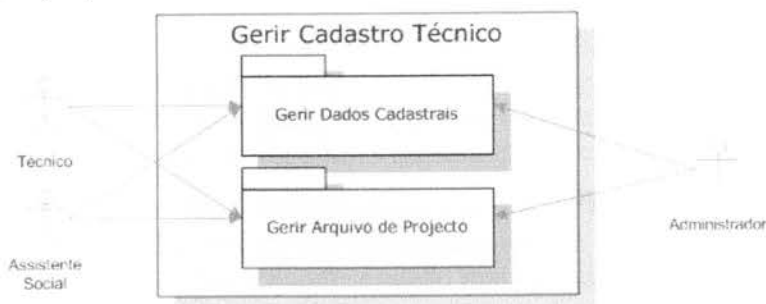 Gerir Cadastro Técnico
Gerir Dados Cadastrais
Técnico
Gerir Arquivo de Projecto
Administrador
Assistente
Social